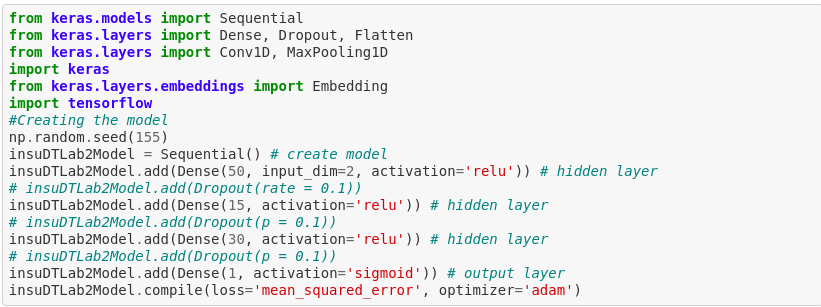 from keras.models import Sequential
from keras.layers import Dense, Dropout, Flatten
from keras.layers import Conv1D, MaxPooling1D
import keras
from keras.layers.embeddings import Embedding
import tensorflow
#Creating the model
np.random.seed(155)
insuDTLab2Model = Sequential() # create model
insuDTLab2Model.add(Dense(50, input_dim=2, activation='relu')) # hidden layer
# insuDTLab2Model.add(Dropout(rate = 0.1))
insuDTLab2Model.add(Dense(15, activation='relu')) # hidden layer
# insuDTLab2Model.add(Dropout(p = 0.1))
insuDTLab2Model.add(Dense(30, activation='relu')) # hidden layer
# insuDTLab2Model.add(Dropout(p = 0.1))
insuDTLab2Model.add(Dense(1, activation='sigmoid')) # output layer
insuDTLab2Model.compile(loss='mean_squared_error', optimizer='adam')